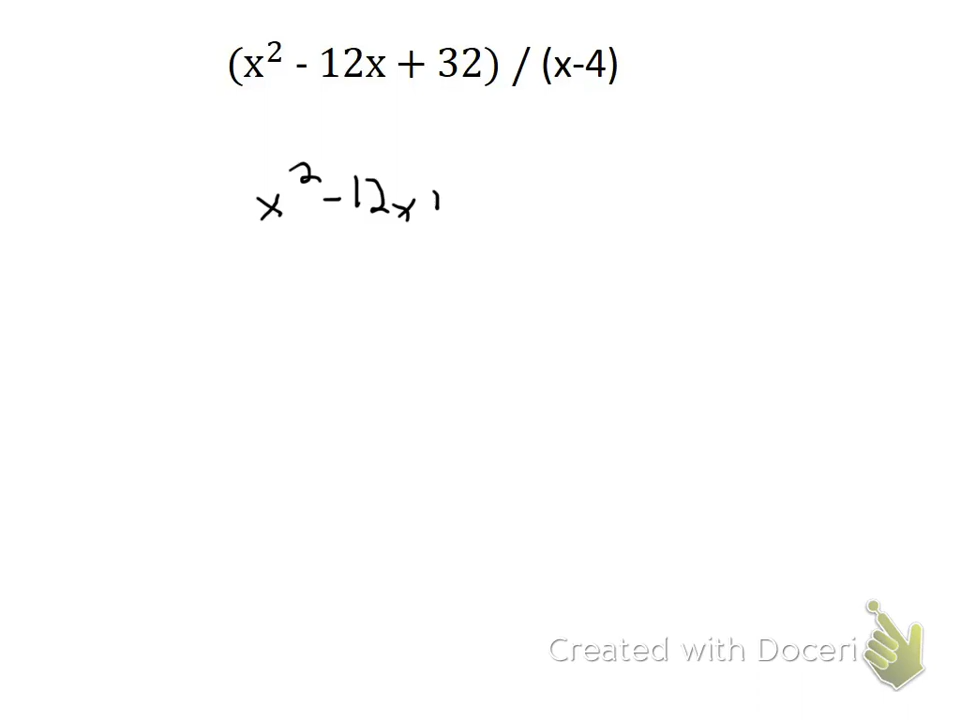 (x² - 12x + 32) / (x-4)
x² -12x
Created with Doceri